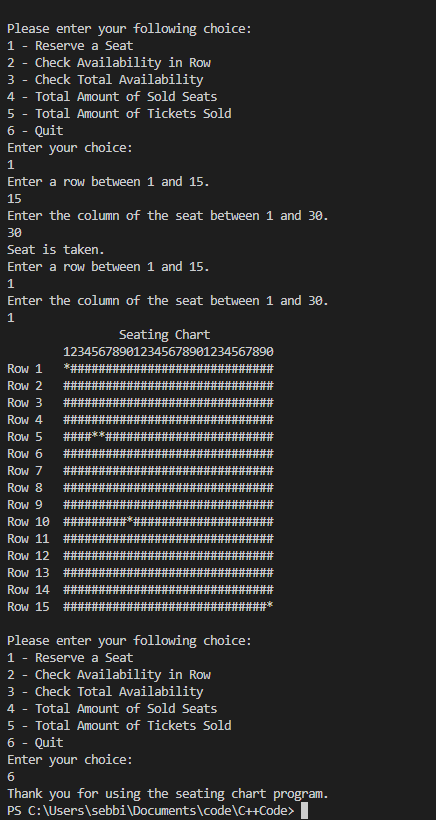 Please enter your following choice:
1 - Reserve a Seat
2 - Check Availability in Row
3 - Check Total Availability
4 - Total Amount of Sold Seats
5 - Total Amount of Tickets Sold
6 - Quit
Enter your choice:
1
Enter a row between 1 and 15.
15
Enter the column of the seat between 1 and 30.
30
Seat is taken.
Enter a row between 1 and 15.
1
Enter the column of the seat between 1 and 30.
1
Seating Chart
123456789012345678901234567890
Row 1 *#############################
Row 2 ##############################
Row 3 ##############################
Row 4 ##############################
Row 5 ####**########################
Row 6 ##############################
Row 7 ##############################
Row 8 ##############################
Row 9 ##############################
Row 10 #########*####################
Row 11 ##############################
Row 12 ##############################
Row 13 ##############################
Row 14 ##############################
Row 15 #############################*
Please enter your following choice:
1 - Reserve a Seat
2 - Check Availability in Row
3 - Check Total Availability
4 - Total Amount of Sold Seats
5 - Total Amount of Tickets Sold
6 - Quit
Enter your choice:
6
Thank you for using the seating chart program.
PS C:\Users\sebbi\Documents\code\C++Code>